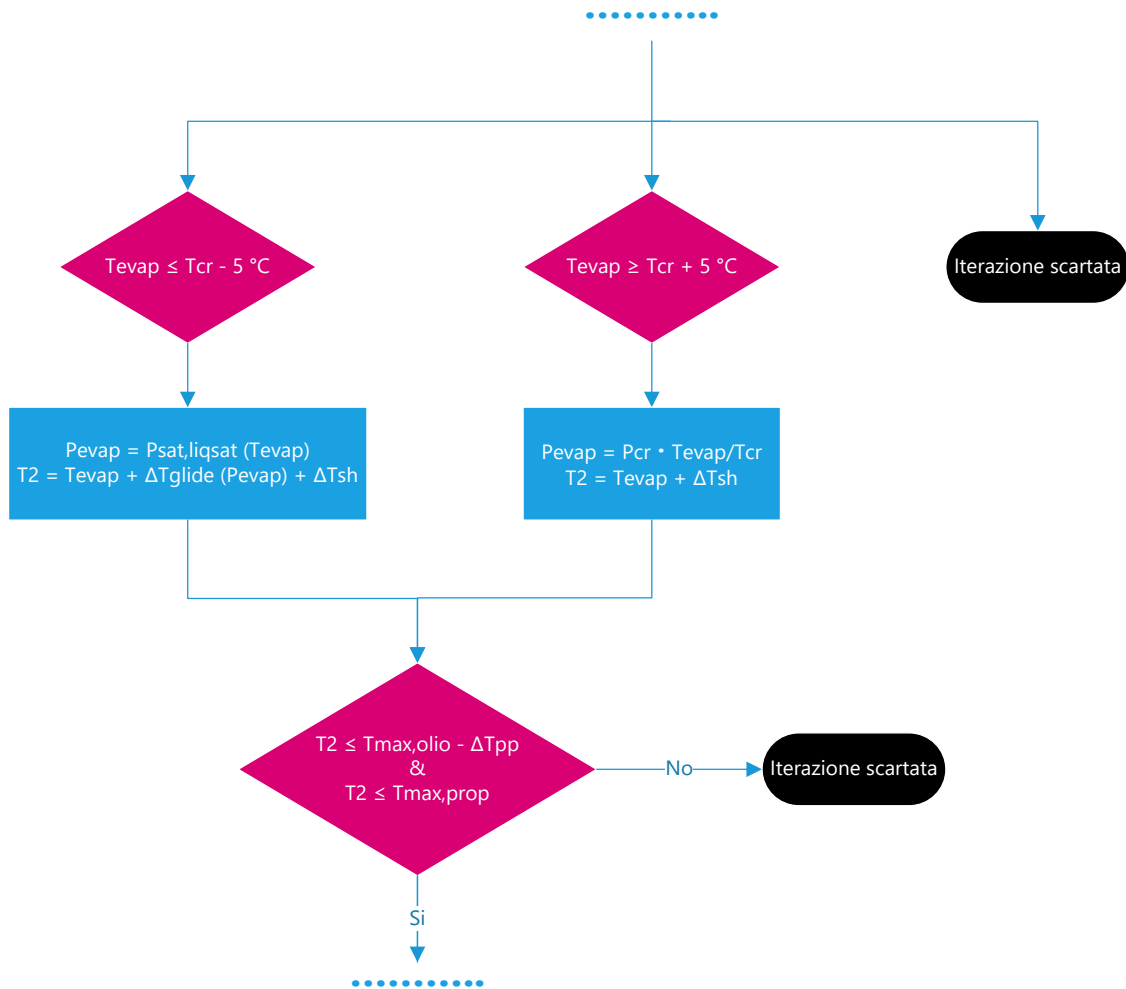 Tevap ≤ Tcr - 5 °C
Tevap ≥ Tcr + 5 °C
Iterazione scartata
Pevap = Psat,liqsat (Tevap)
T2 = Tevap + ΔTglide (Pevap) + ΔTsh
Pevap = Pcr • Tevap/Tcr
T2 = Tevap + ΔTsh
T2 ≤ Tmax,olio - ΔTpp
&
T2 ≤ Tmax,prop
No
Iterazione scartata
Si